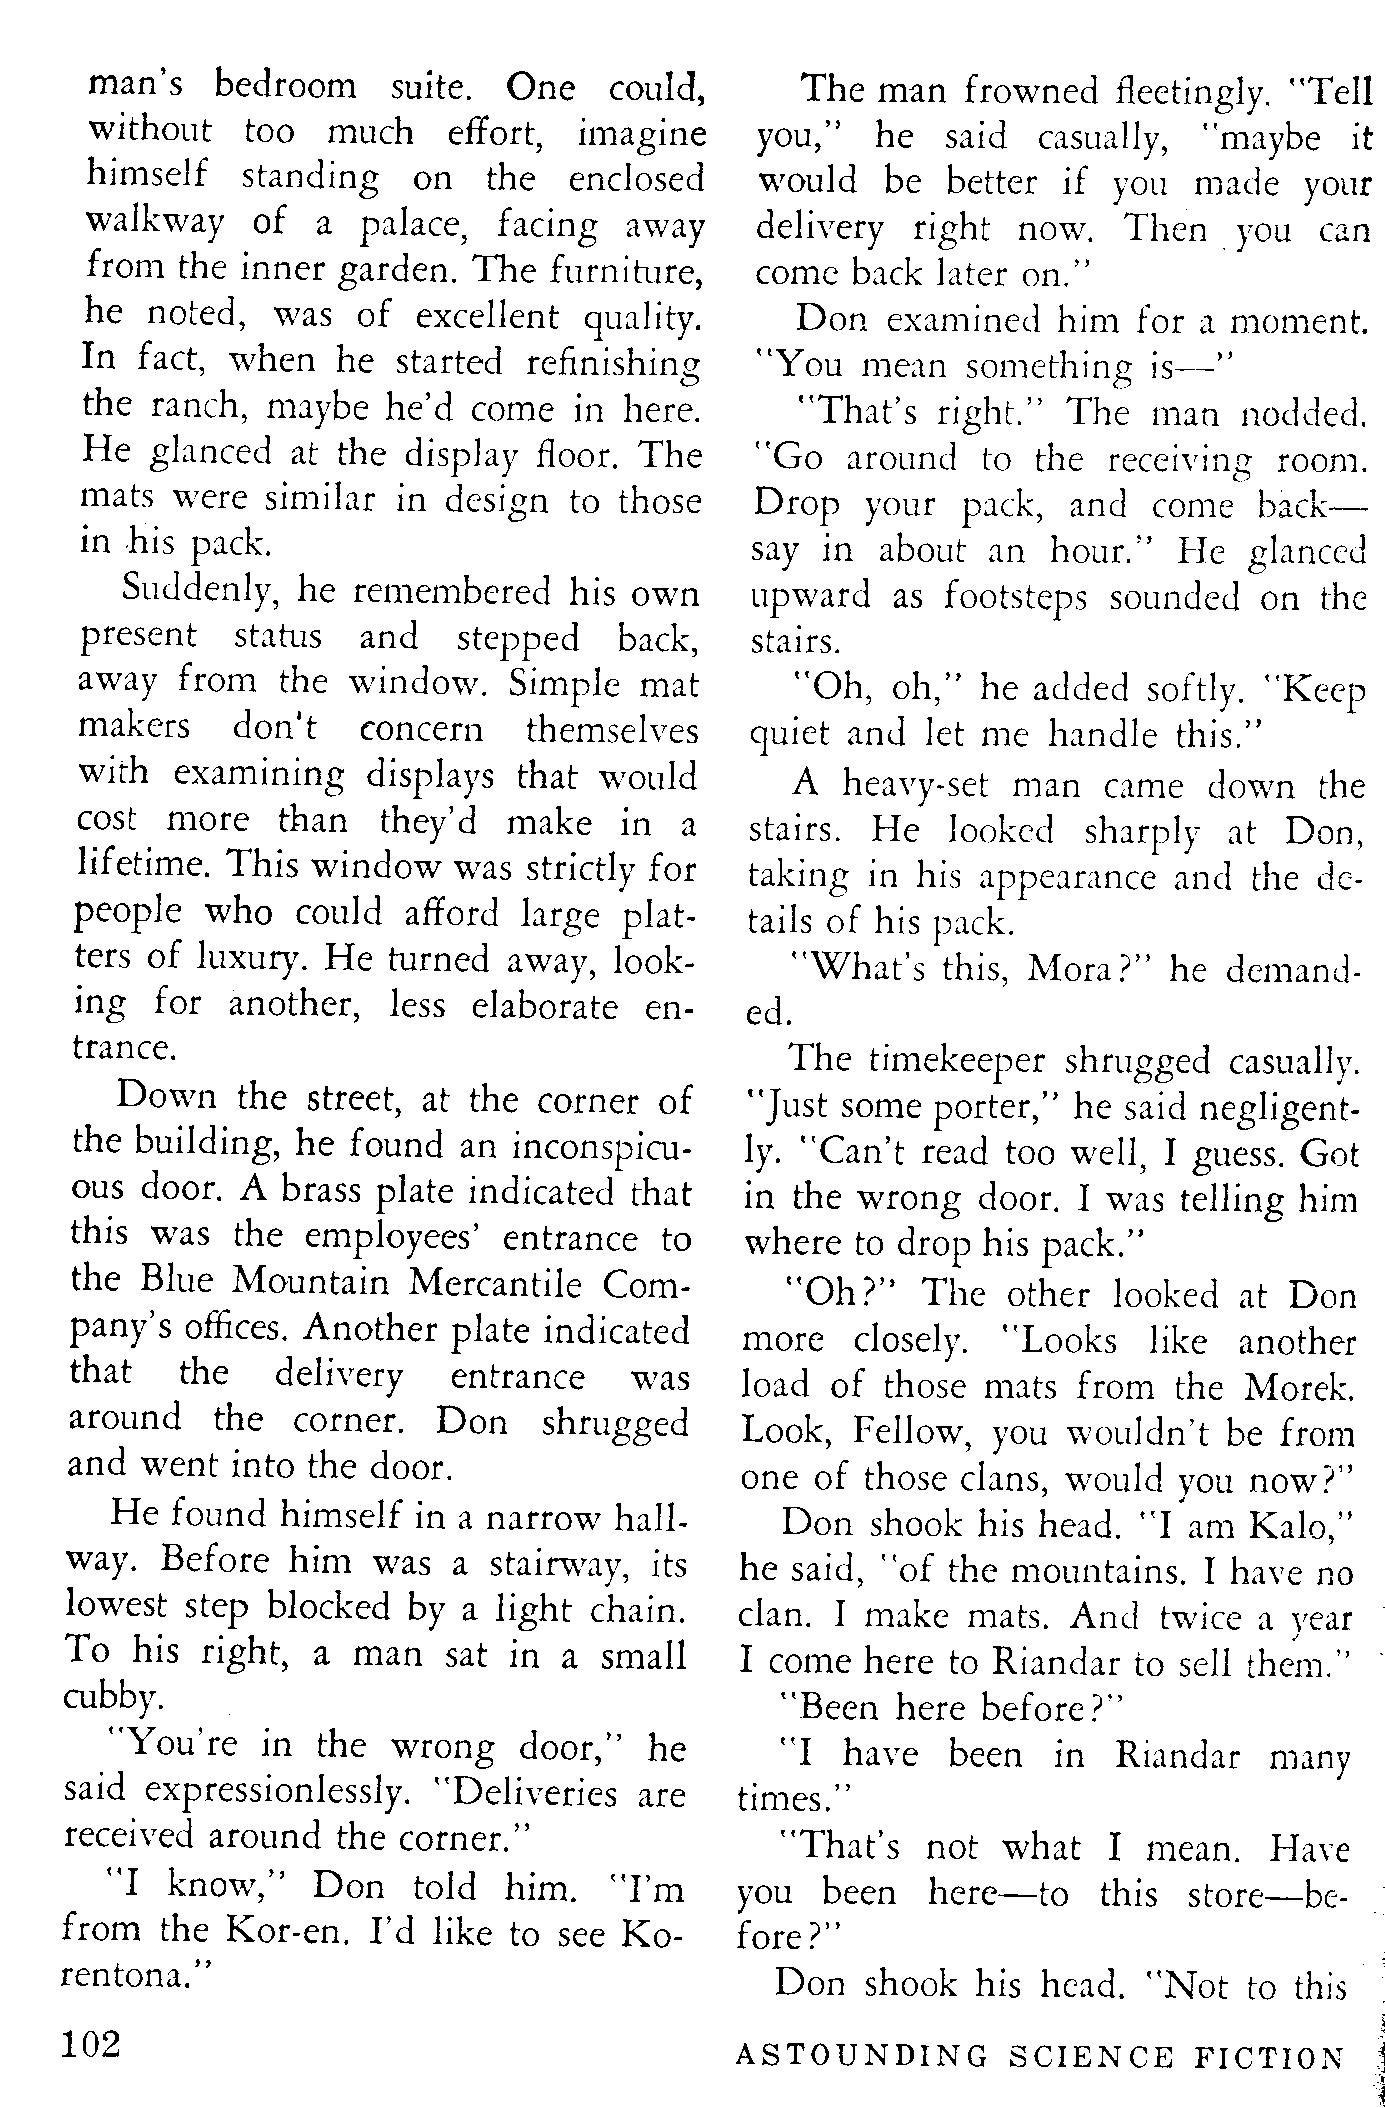 man's bedroom suite. One could,
without too much effort, imagine
himself standing on the enclosed
walkway of a palace, facing away
from the inner garden. The furniture,
he noted, was of excellent quality.
In fact, when he started refinishing
the ranch, maybe he'd come in here.
He glanced at the display floor. The
mats were similar in design to those
in his pack.
Suddenly, he remembered his own
present status and stepped back,
away from the window. Simple mat
makers don't concern themselves
with examining displays that would
cost more than they'd make in a
lifetime. This window was strictly for
people who could afford large plat-
ters of luxury. He turned away, look-
ing for another, less elaborate en-
trance.
Down the street, at the corner of
the building, he found an inconspicu-
ous door. A brass plate indicated that
this was the employees' entrance to
the Blue Mountain Mercantile Com-
pany's offices. Another plate indicated
that the delivery entrance was
around the corner. Don shrugged
and went into the door.
He found himself in a narrow hall-
way. Before him was a stairway, its
lowest step blocked by a light chain.
To his right, a man sat in a small
cubby.
"You're in the wrong door," he
said expressionlessly. "Deliveries are
received around the corner."
"I know," Don told him. "I'm
from the Kor-en. I'd like to see Ko-
rentona."
The man frowned fleetingly. "Tell
you," he said casually, "maybe it
would be better if you made your
delivery right now. Then you can
come back later on."
Don examined him for a moment.
"You mean something is—"
"That's right." The man nodded.
"Go around to the receiving room.
Drop your pack, and come back—
say in about an hour." He glanced
upward as footsteps sounded on the
stairs.
"Oh, oh," he added softly. "Keep
quiet and let me handle this."
A heavy-set man came down the
stairs. He looked sharply at Don,
taking in his appearance and the de-
tails of his pack.
"What's this, Mora?" he demand-
ed.
The timekeeper shrugged casually.
"Just some porter," he said negligent-
ly. "Can't read too well, I guess. Got
in the wrong door. I was telling him
where to drop his pack."
"Oh?" The other looked at Don
more closely. "Looks like another
load of those mats from the Morek.
Look, Fellow, you wouldn't be from
one of those clans, would you now?"
Don shook his head. "I am Kalo,"
he said, "of the mountains. I have no
clan. I make mats. And twice a year
I come here to Riandar to sell them."
"Been here before?"
"I have been in Riandar many
times."
"That's not what I mean. Have
you been here—to this store—be-
fore?"
Don shook his head. "Not to this
102
ASTOUNDING SCIENCE FICTION